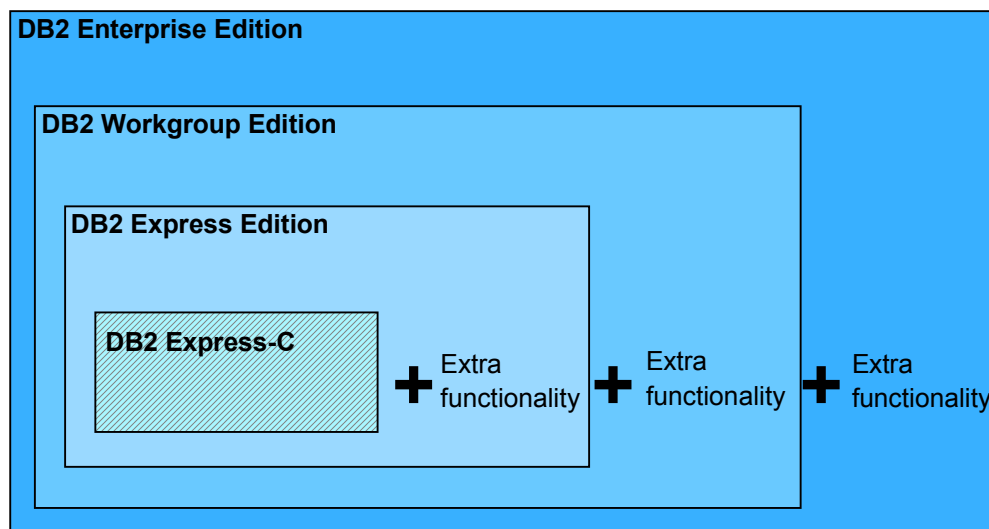 DB2 Enterprise Edition
DB2 Workgroup Edition
DB2 Express Edition
DB2 Express-C
+ Extra
functionality
+ Extra
functionality
+ Extra
functionality